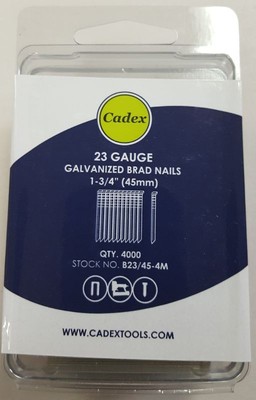 Cadex
23 GAUGE
GALVANIZED BRAD NAILS
1-3/4" (45mm)
QTY. 4000
STOCK NO. B23/45-4M
WWW.CADEXTOOLS.COM